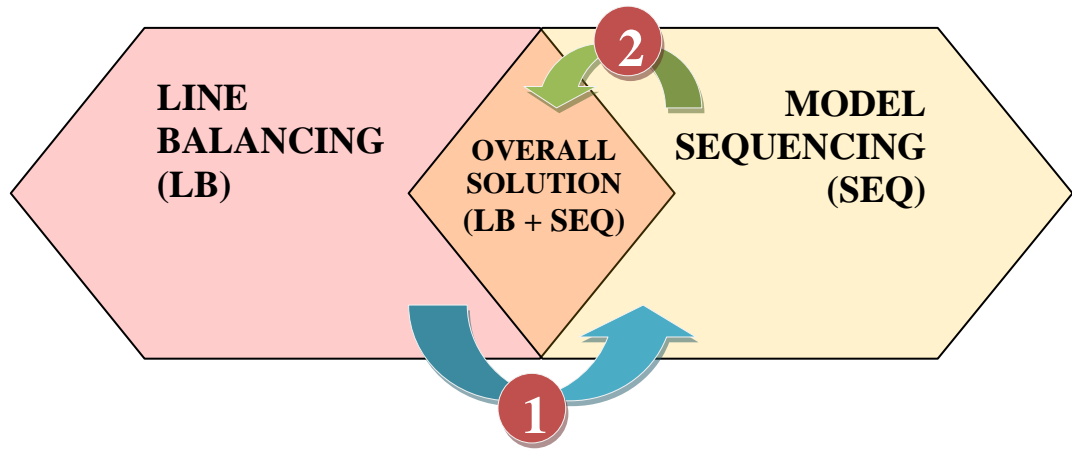 LINE
BALANCING
(LB)
OVERALL
SOLUTION
(LB + SEQ)
MODEL
SEQUENCING
(SEQ)
2
1